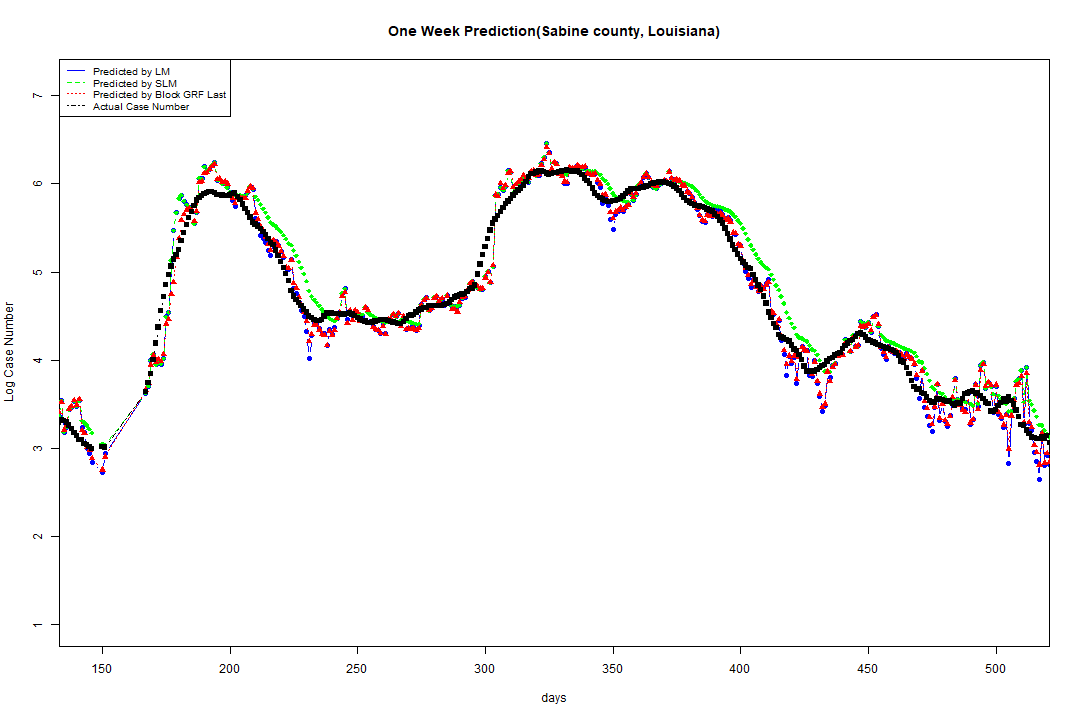 One Week Prediction(Sabine county, Louisiana)
Predicted by LM
Predicted by SLM
Predicted by Block GRF Last
Actual Case Number
Log Case Number
7
6
5
4
3
2
1
150 200 250 300 350 400 450 500
days